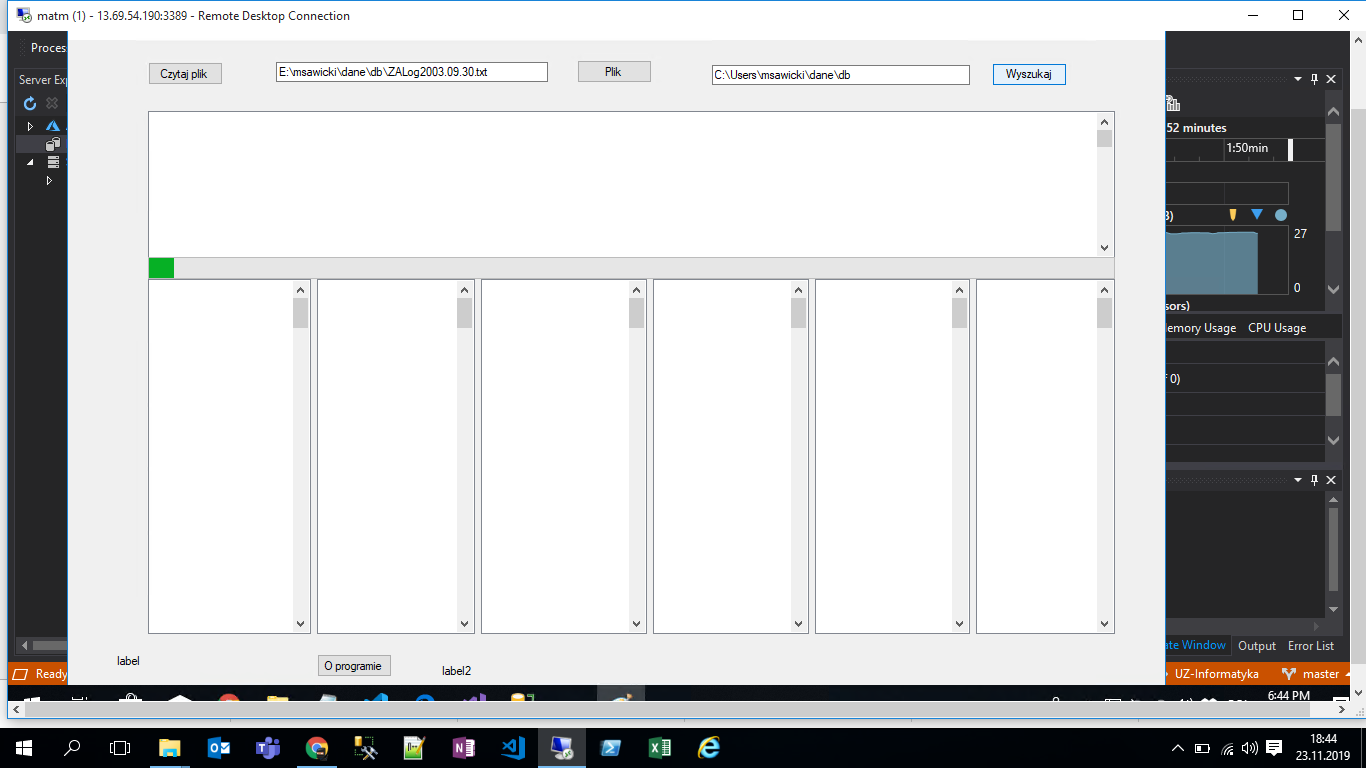 matm (1) - 13.69.54.190:3389 - Remote Desktop Connection
Proces
Server Exp
Czytaj plik
E:\msawicki\dane\db\ZALog2003.09.30.txt
Plik
C:\Users\msawicki\dane\db
Wyszukaj
52 minutes
1:50min
27
0
emory Usage
CPU Usage
f 0)
ate Window
Output
Error List
label
O programie
label2
Ready
UZ-Informatyka
master
6:44 PM
18:44
23.11.2019